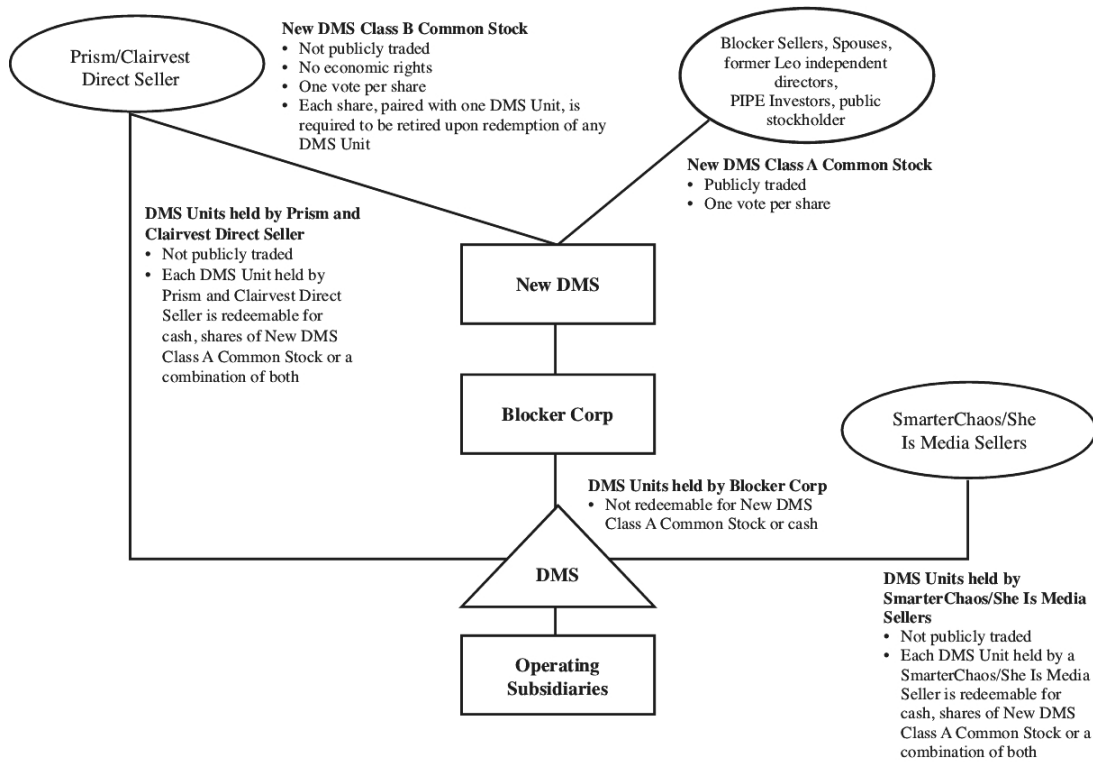 Prism/Clairvest
Direct Seller
New DMS Class B Common Stock
• Not publicly traded
• No economic rights
• One vote per share
• Each share, paired with one DMS Unit, is
required to be retired upon redemption of any
DMS Unit
Blocker Sellers, Spouses,
former Leo independent
directors,
PIPE Investors, public
stockholder
New DMS Class A Common Stock
• Publicly traded
• One vote per share
DMS Units held by Prism and
Clairvest Direct Seller
• Not publicly traded
• Each DMS Unit held by
Prism and Clairvest Direct
Seller is redeemable for
cash, shares of New DMS
Class A Common Stock or a
combination of both
New DMS
Blocker Corp
SmarterChaos/She
Is Media Sellers
DMS Units held by Blocker Corp
• Not redeemable for New DMS
Class A Common Stock or cash
DMS
DMS Units held by
SmarterChaos/She Is Media
Sellers
• Not publicly traded
• Each DMS Unit held by a
SmarterChaos/She Is Media
Seller is redeemable for
cash, shares of New DMS
Class A Common Stock or a
combination of both
Operating
Subsidiaries